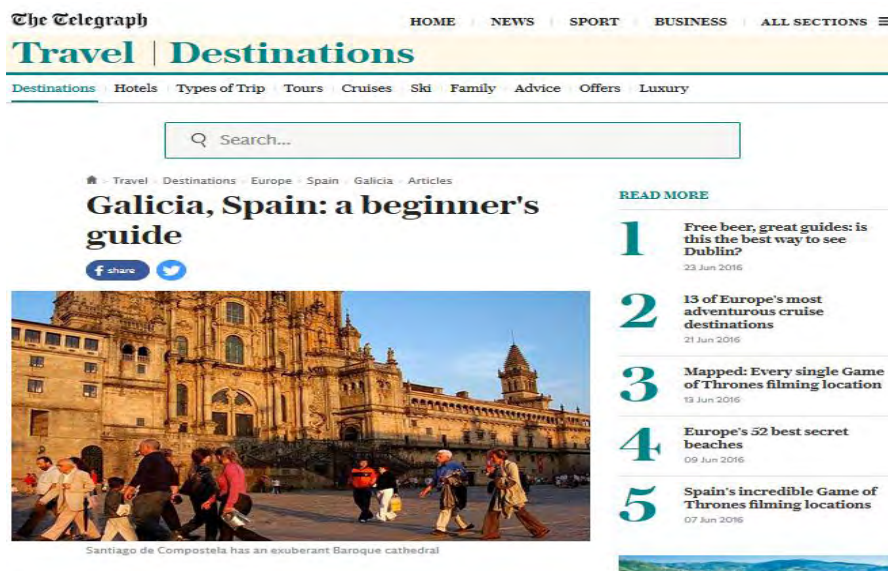 The Telegraph
HOME NEWS SPORT BUSINESS ALL SECTIONS
Travel | Destinations
Destinations Hotels Types of Trip Tours Cruises Ski Family Advice Offers Luxury
Search...
Travel Destinations Europe Spain Galicia Articles
Galicia, Spain: a beginner's
guide
f share
Santiago de Compostela has an exuberant Baroque cathedral
READ MORE
1
Free beer, great guides: is
this the best way to see
Dublin?
23 Jun 2016
2
13 of Europe's most
adventurous cruise
destinations
21 Jun 2016
3
Mapped: Every single Game
of Thrones filming location
13 Jun 2016
4
Europe's 52 best secret
beaches
09 Jun 2016
5
Spain's incredible Game of
Thrones filming locations
07 Jun 2016